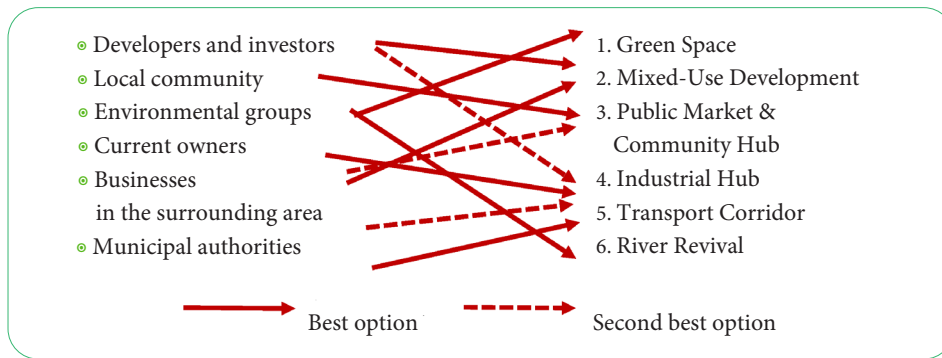 Developers and investors
Local community
Environmental groups
Current owners
Businesses
in the surrounding area
Municipal authorities
1. Green Space
2. Mixed-Use Development
3. Public Market &
Community Hub
4. Industrial Hub
5. Transport Corridor
6. River Revival
Best option
Second best option